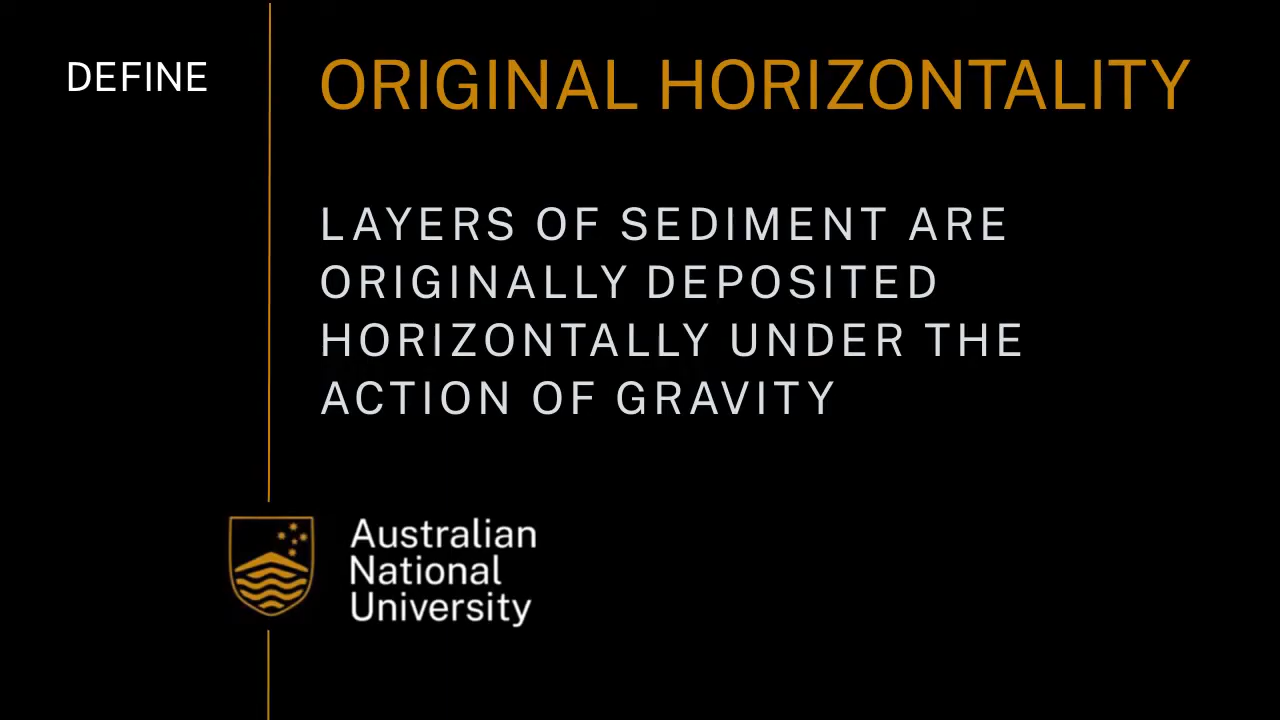 DEFINE
ORIGINAL HORIZONTALITY
LAYERS OF SEDIMENT ARE
ORIGINALLY DEPOSITED
HORIZONTALLY UNDER THE
ACTION OF GRAVITY
Australian
National
University